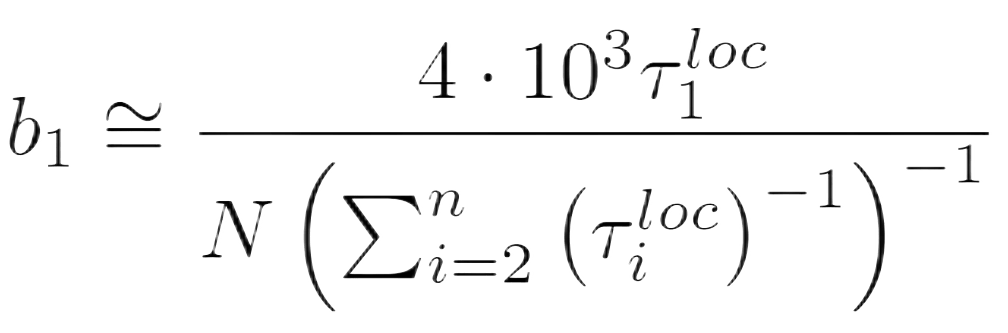 b_1 \cong \frac{4 \cdot 10^3 \tau_1^{loc}}{N \left( \sum_{i=2}^{n} \left( \tau_i^{loc} \right)^{-1} \right)^{-1}}